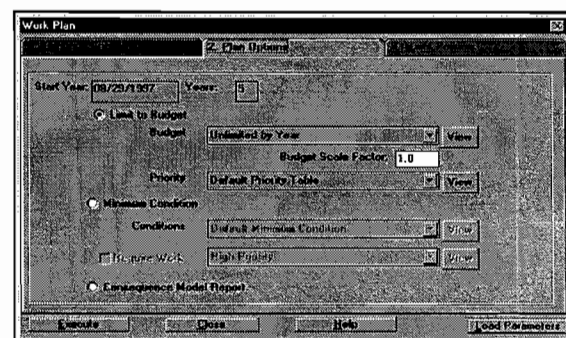 Work Plan
2. Plan Options
Start Year: 08/29/1997 Years: 5
Limit to Budget
Budget Unlimited by Year View
Budget Scale Factor: 1.0
Priority Default Priority Table View
Minimum Condition
Conditions Default Minimum Condition View
Require Work High Priority View
Consequence Model Report
Execute Close Help Load Parameters